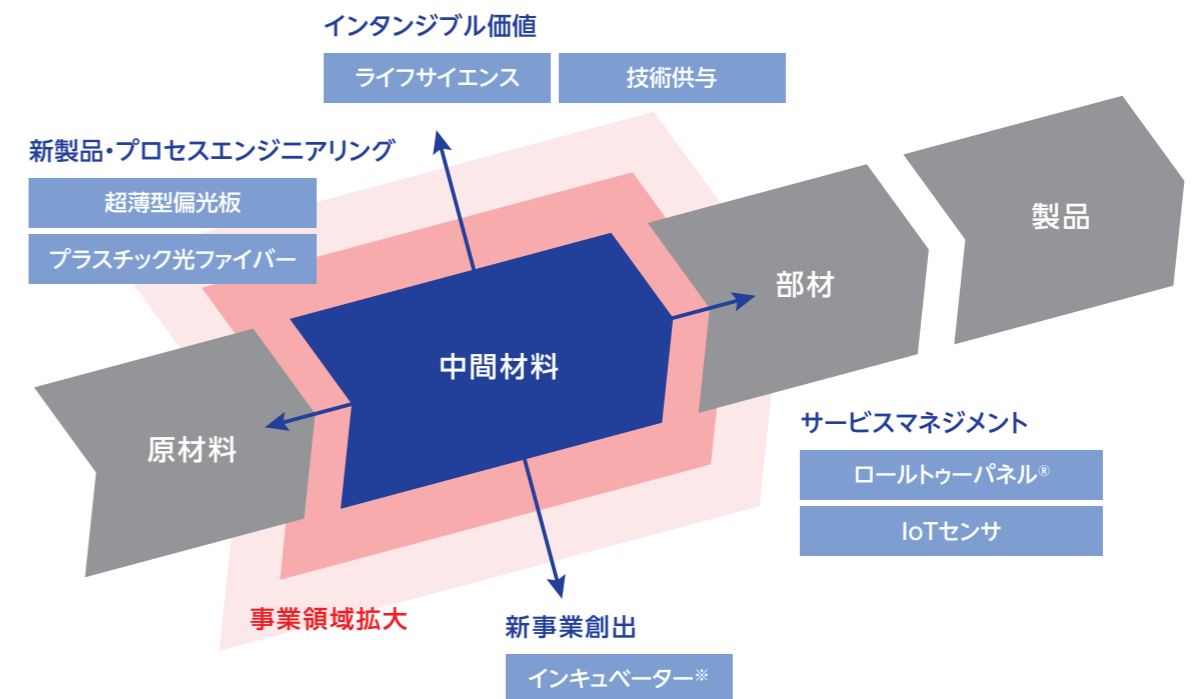 インタンジブル価値
ライフサイエンス
技術供与
新製品・プロセスエンジニアリング
超薄型偏光板
プラスチック光ファイバー
製品
部材
中間材料
原材料
サービスマネジメント
ロールトゥーパネル®
IoTセンサ
事業領域拡大
新事業創出
インキュベーター※